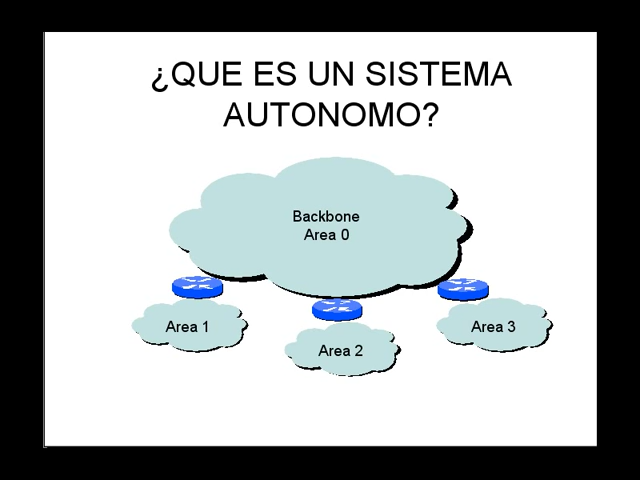 ¿QUE ES UN SISTEMA
AUTONOMO?
Backbone
Area 0
Area 1
Area 2
Area 3